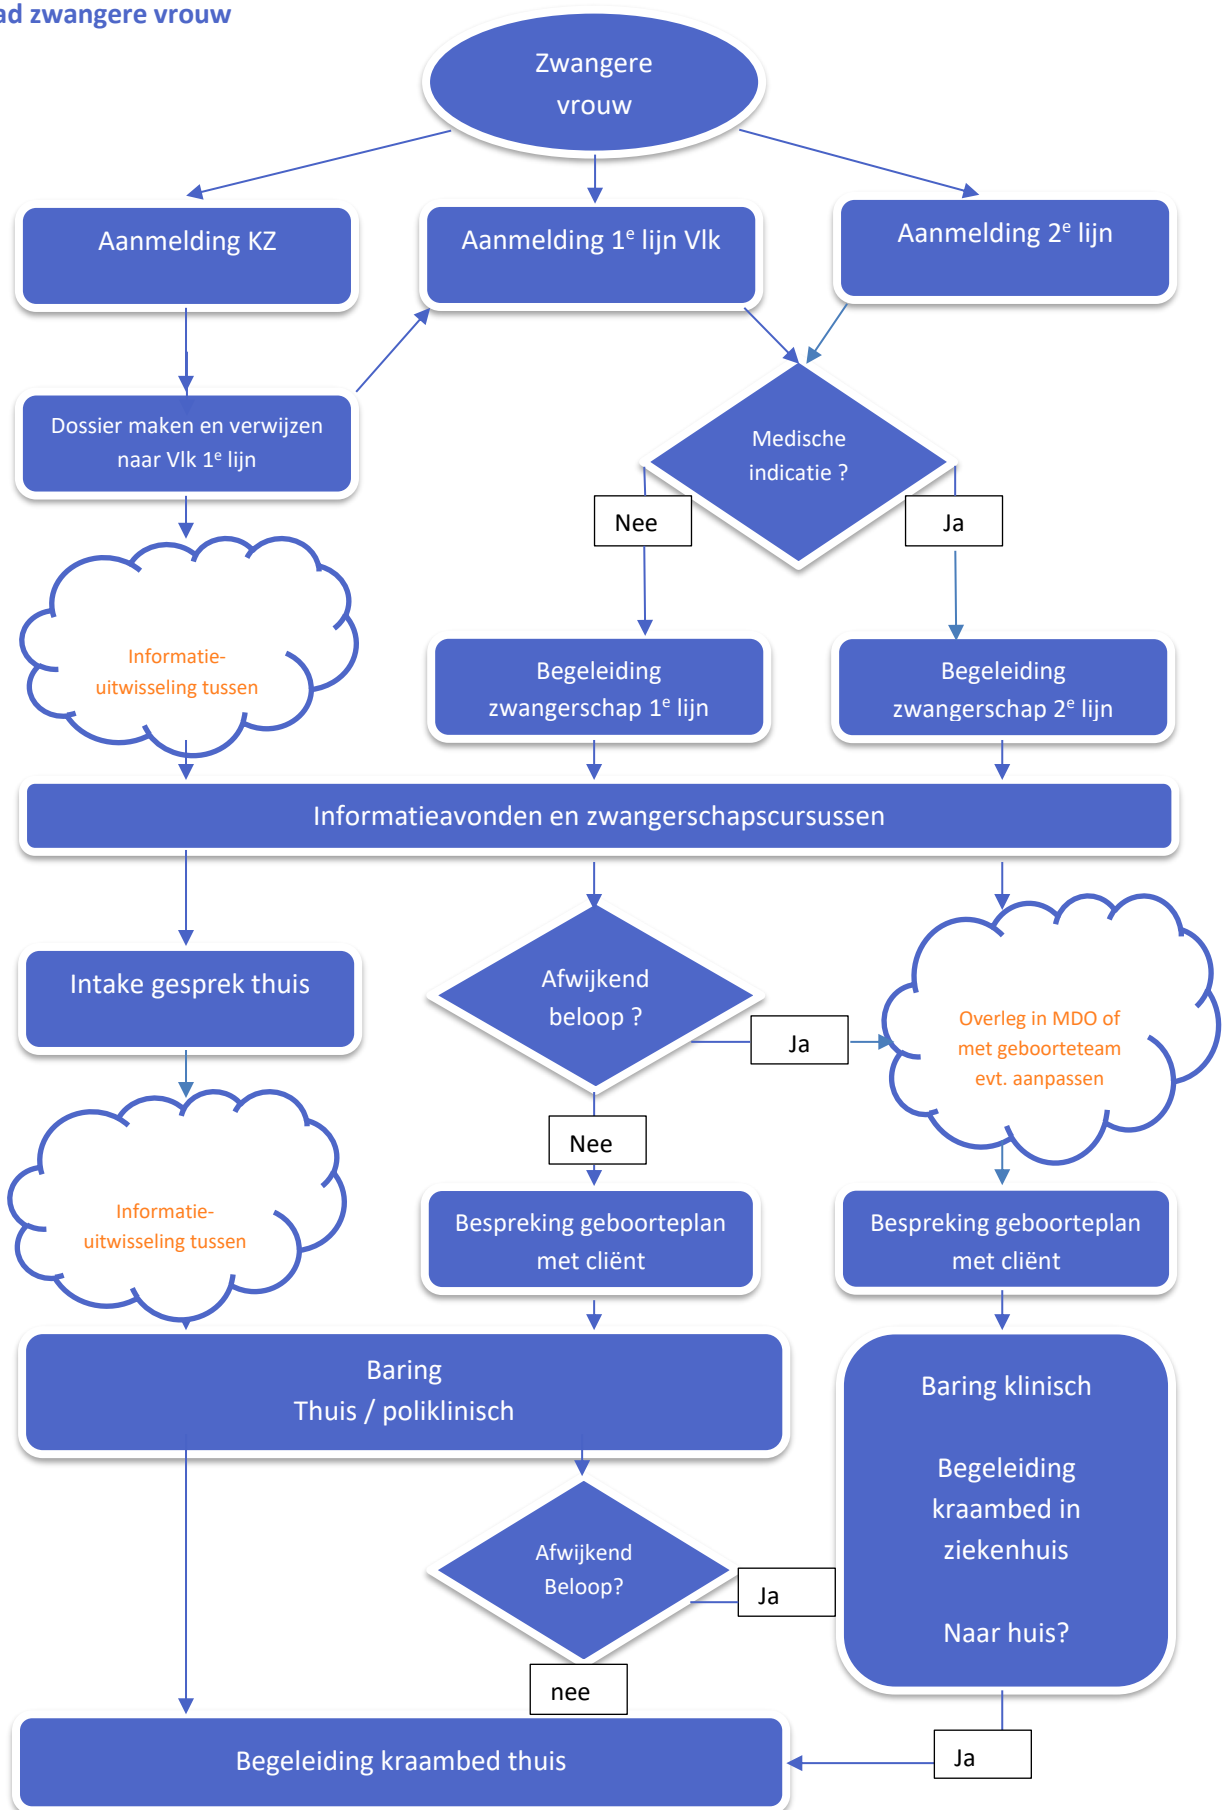 ad zwangere vrouw
Zwangere
vrouw
Aanmelding KZ
Aanmelding 1e lijn Vlk
Aanmelding 2e lijn
Dossier maken en verwijzen
naar Vlk 1e lijn
Medische
indicatie ?
Nee
Ja
Informatie-
uitwisseling tussen
Begeleiding
zwangerschap 1e lijn
Begeleiding
zwangerschap 2e lijn
Informatieavonden en zwangerschapscursussen
Intake gesprek thuis
Afwijkend
beloop ?
Ja
Overleg in MDO of
met geboorteteam
evt. aanpassen
Nee
Informatie-
uitwisseling tussen
Bespreking geboorteplan
met cliënt
Bespreking geboorteplan
met cliënt
Baring
Thuis / poliklinisch
Baring klinisch
Begeleiding
kraambed in
ziekenhuis
Naar huis?
Afwijkend
Beloop?
Ja
nee
Begeleiding kraambed thuis
Ja